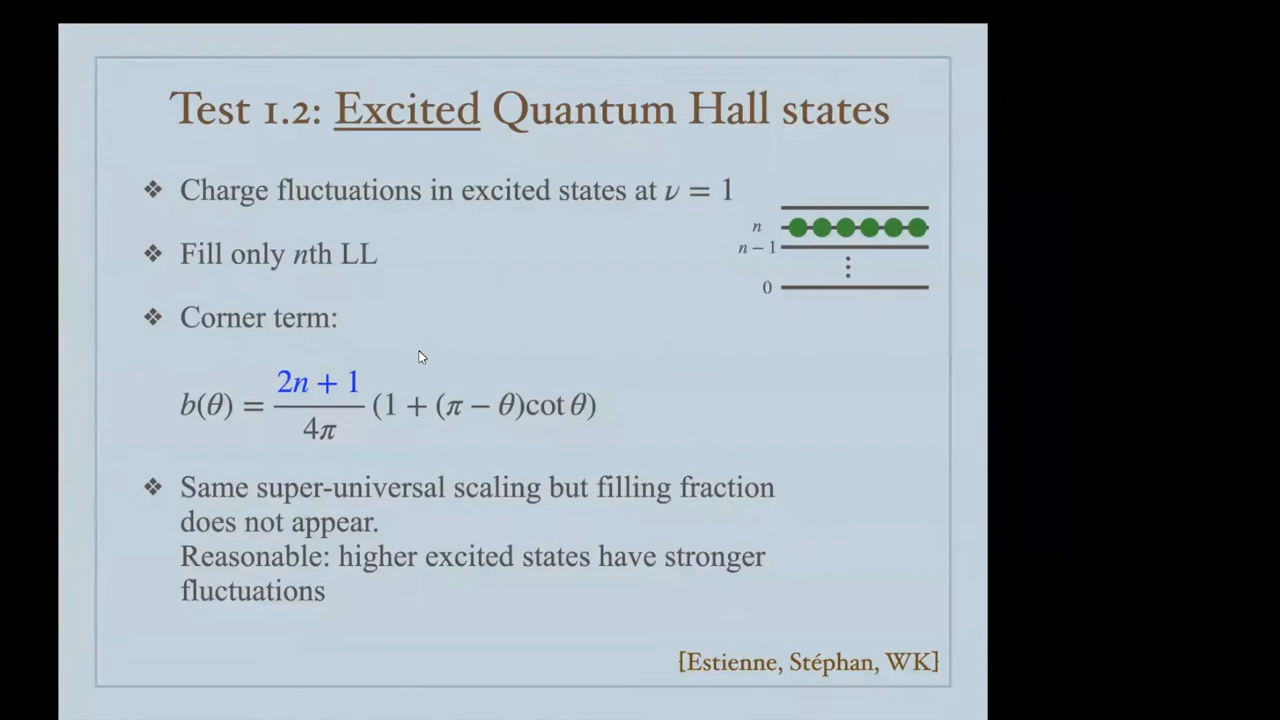 Test 1.2: Excited Quantum Hall states
❖ Charge fluctuations in excited states at ν = 1
n
n − 1
⋮
0
❖ Fill only nth LL
❖ Corner term:
b(θ) = \frac{2n + 1}{4π} (1 + (π − θ)cot θ)
❖ Same super-universal scaling but filling fraction
does not appear.
Reasonable: higher excited states have stronger
fluctuations
[Estienne, Stéphan, WK]